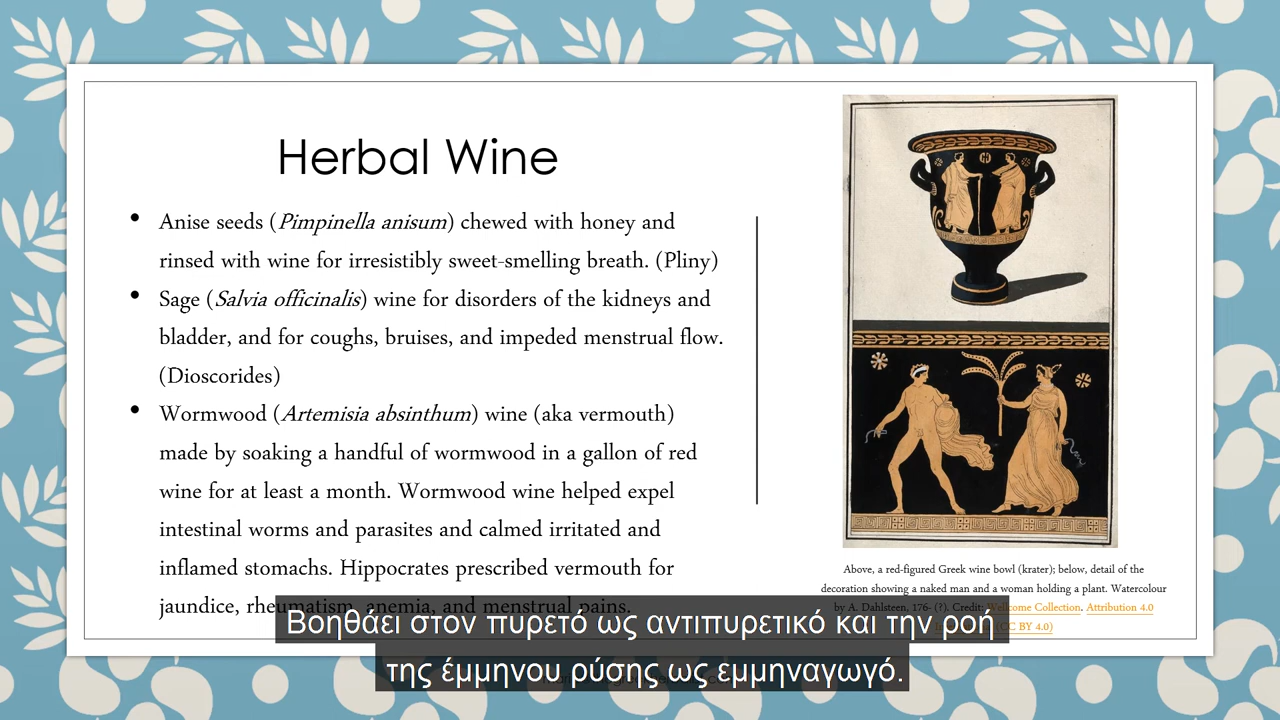 Herbal Wine
• Anise seeds (Pimpinella anisum) chewed with honey and
rinsed with wine for irresistibly sweet-smelling breath. (Pliny)
• Sage (Salvia officinalis) wine for disorders of the kidneys and
bladder, and for coughs, bruises, and impeded menstrual flow.
(Dioscorides)
• Wormwood (Artemisia absinthum) wine (aka vermouth)
made by soaking a handful of wormwood in a gallon of red
wine for at least a month. Wormwood wine helped expel
intestinal worms and parasites and calmed irritated and
inflamed stomachs. Hippocrates prescribed vermouth for
jaundice, rheumatism, anemia, and menstrual pains.
Above, a red-figured Greek wine bowl (krater); below, detail of the
decoration showing a naked man and a woman holding a plant. Watercolour
by A. Dahlsteen, 176- (?). Credit: Wellcome Collection. Attribution 4.0
(CC BY 4.0)
Βοηθάει στον πυρετό ως αντιπυρετικό και την ροή
της έμμηνου ρύσης ως εμμηναγωγό.